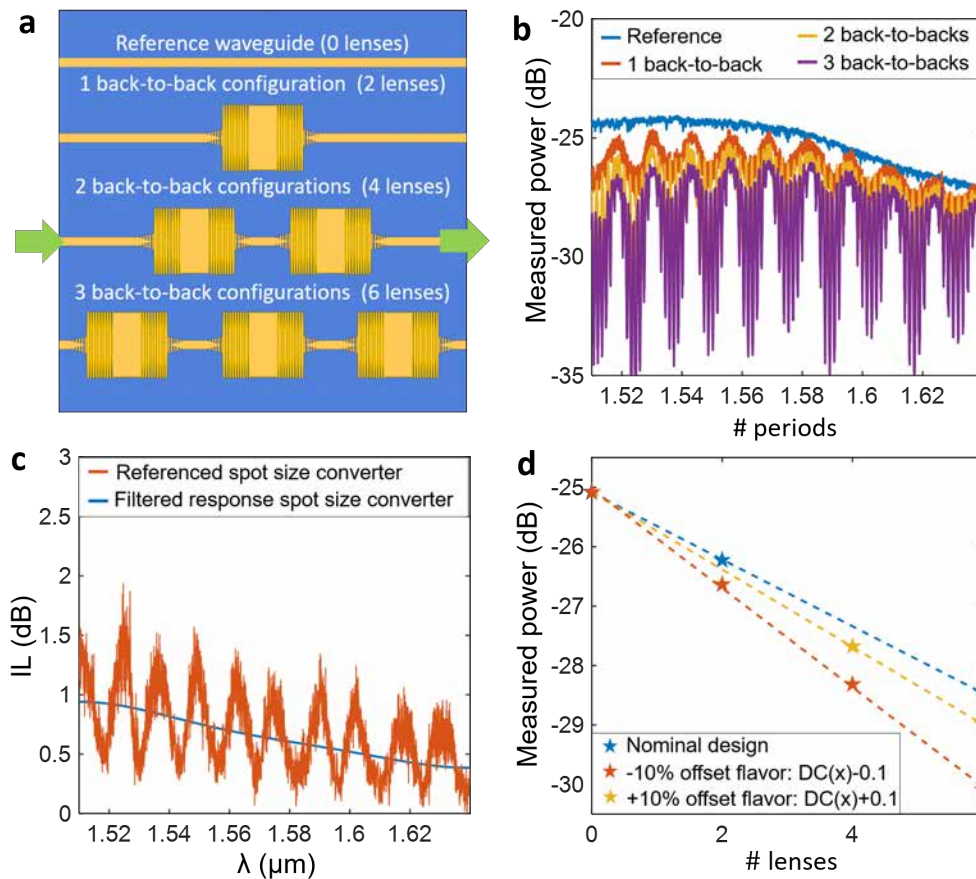 a
Reference waveguide (0 lenses)
1 back-to-back configuration (2 lenses)
2 back-to-back configurations (4 lenses)
3 back-to-back configurations (6 lenses)
b
-20
-25
-30
-35
Measured power (dB)
Reference
2 back-to-backs
1 back-to-back
3 back-to-backs
1.52
1.54
1.56
1.58
1.6
1.62
# periods
c
3
2.5
2
1.5
1
0.5
0
IL (dB)
Referenced spot size converter
Filtered response spot size converter
1.52
1.54
1.56
1.58
1.6
1.62
λ (µm)
d
-25
-26
-27
-28
-29
-30
Measured power (dB)
Nominal design
-10% offset flavor: DC(x)-0.1
+10% offset flavor: DC(x)+0.1
0
2
4
# lenses